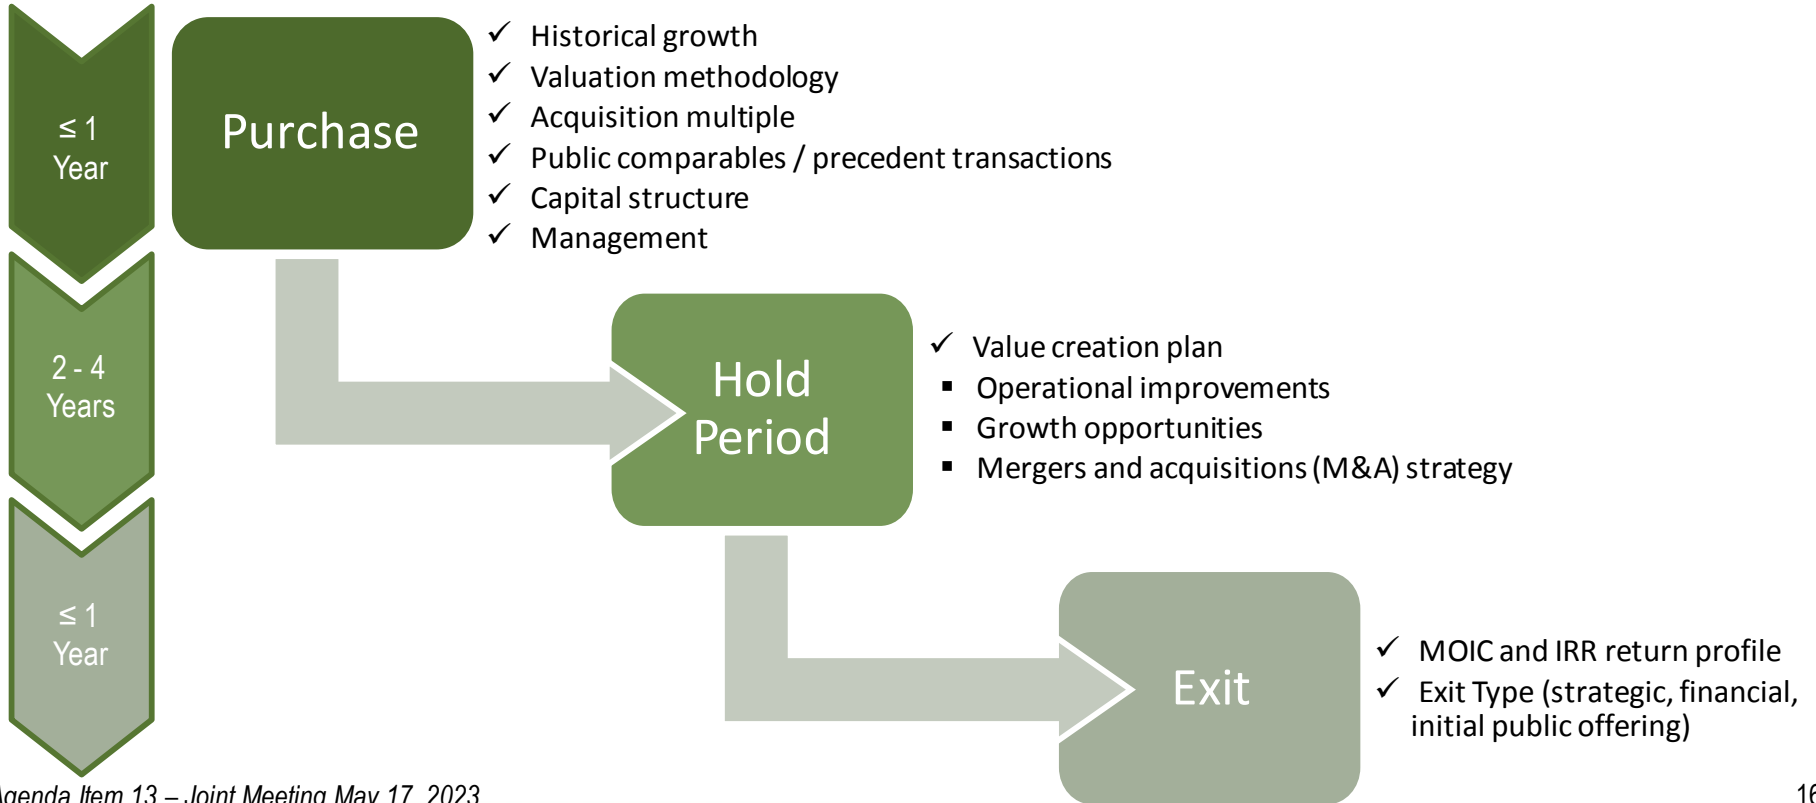 ≤ 1
Year
Purchase
✓ Historical growth
✓ Valuation methodology
✓ Acquisition multiple
✓ Public comparables / precedent transactions
✓ Capital structure
✓ Management
2 - 4
Years
Hold
Period
✓ Value creation plan
▪ Operational improvements
▪ Growth opportunities
▪ Mergers and acquisitions (M&A) strategy
≤ 1
Year
Exit
✓ MOIC and IRR return profile
✓ Exit Type (strategic, financial,
initial public offering)
Agenda Item 13 – Joint Meeting May 17, 2023
16